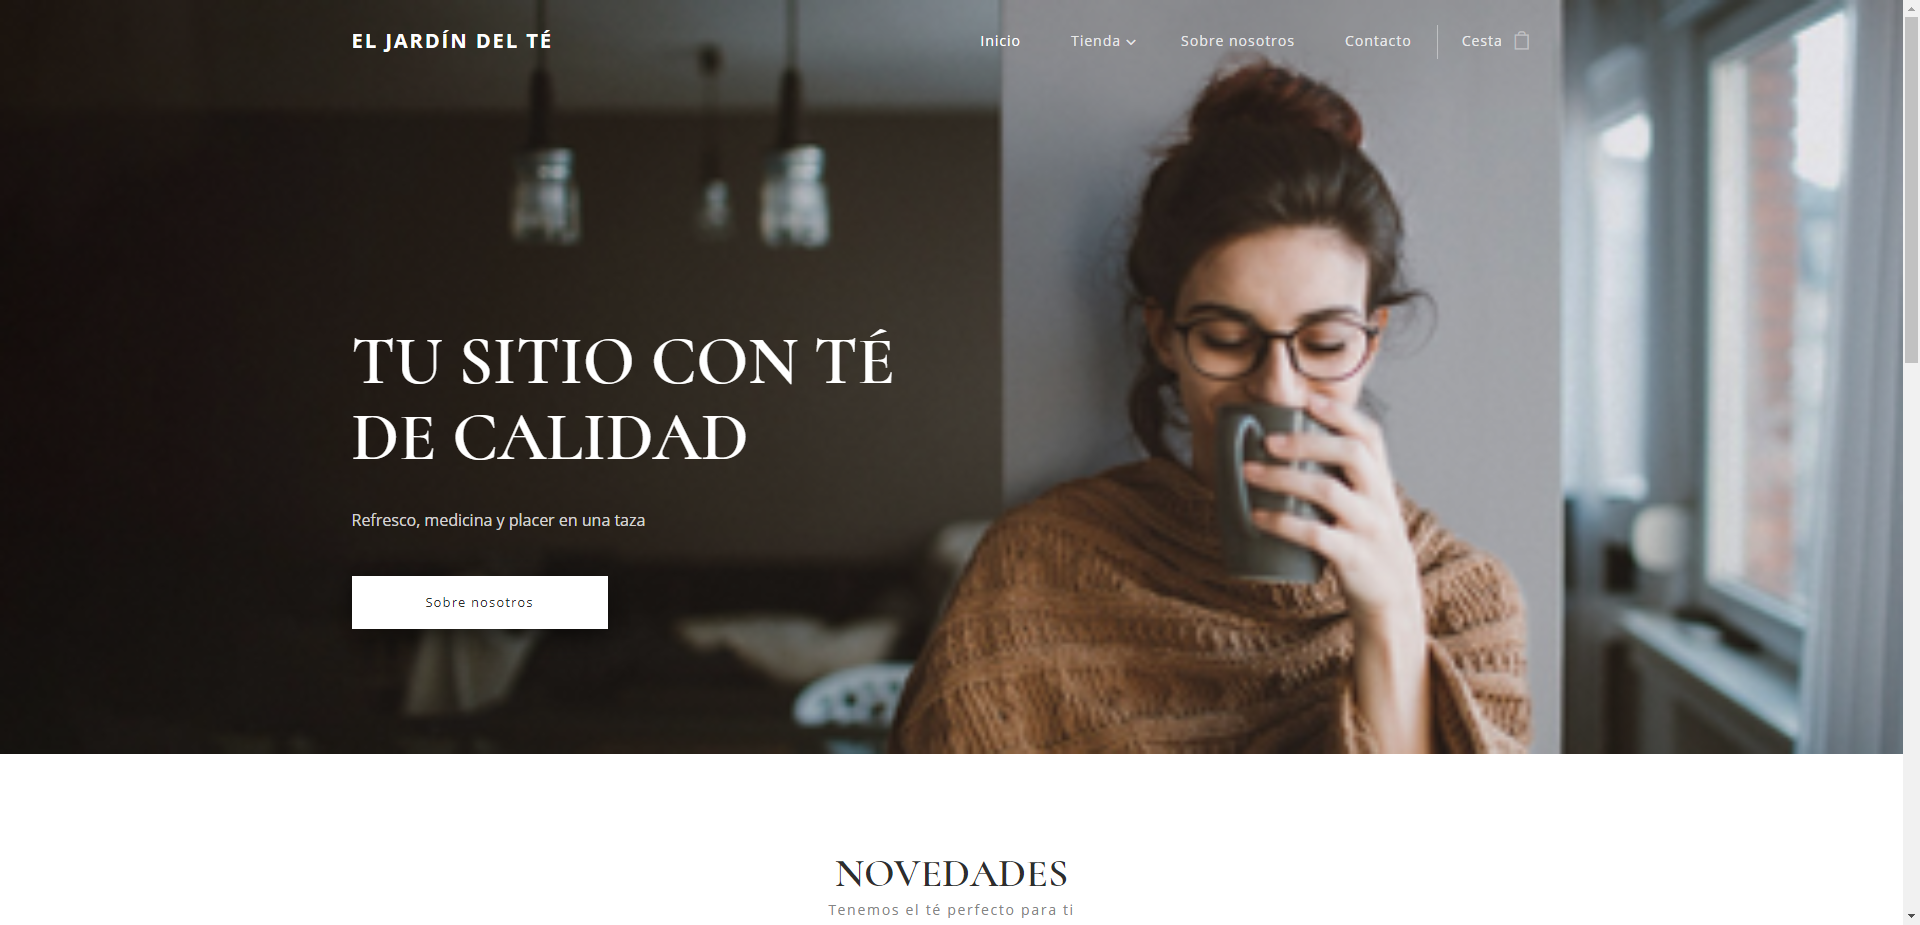 EL JARDÍN DEL TÉ
Inicio
Tienda
Sobre nosotros
Contacto
Cesta
TU SITIO CON TÉ
DE CALIDAD
Refresco, medicina y placer en una taza
Sobre nosotros
NOVEDADES
Tenemos el té perfecto para ti